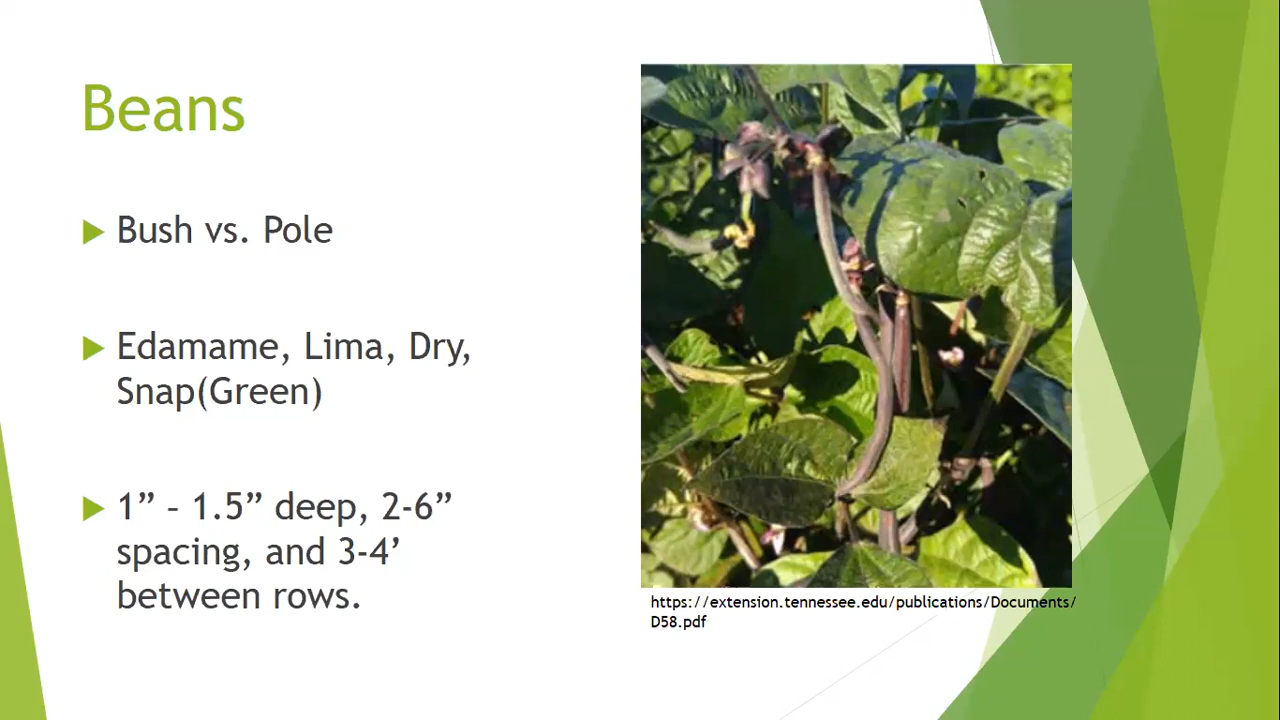 Beans
Bush vs. Pole
Edamame, Lima, Dry,
Snap(Green)
1” – 1.5” deep, 2-6”
spacing, and 3-4’
between rows.
https://extension.tennessee.edu/publications/Documents/
D58.pdf